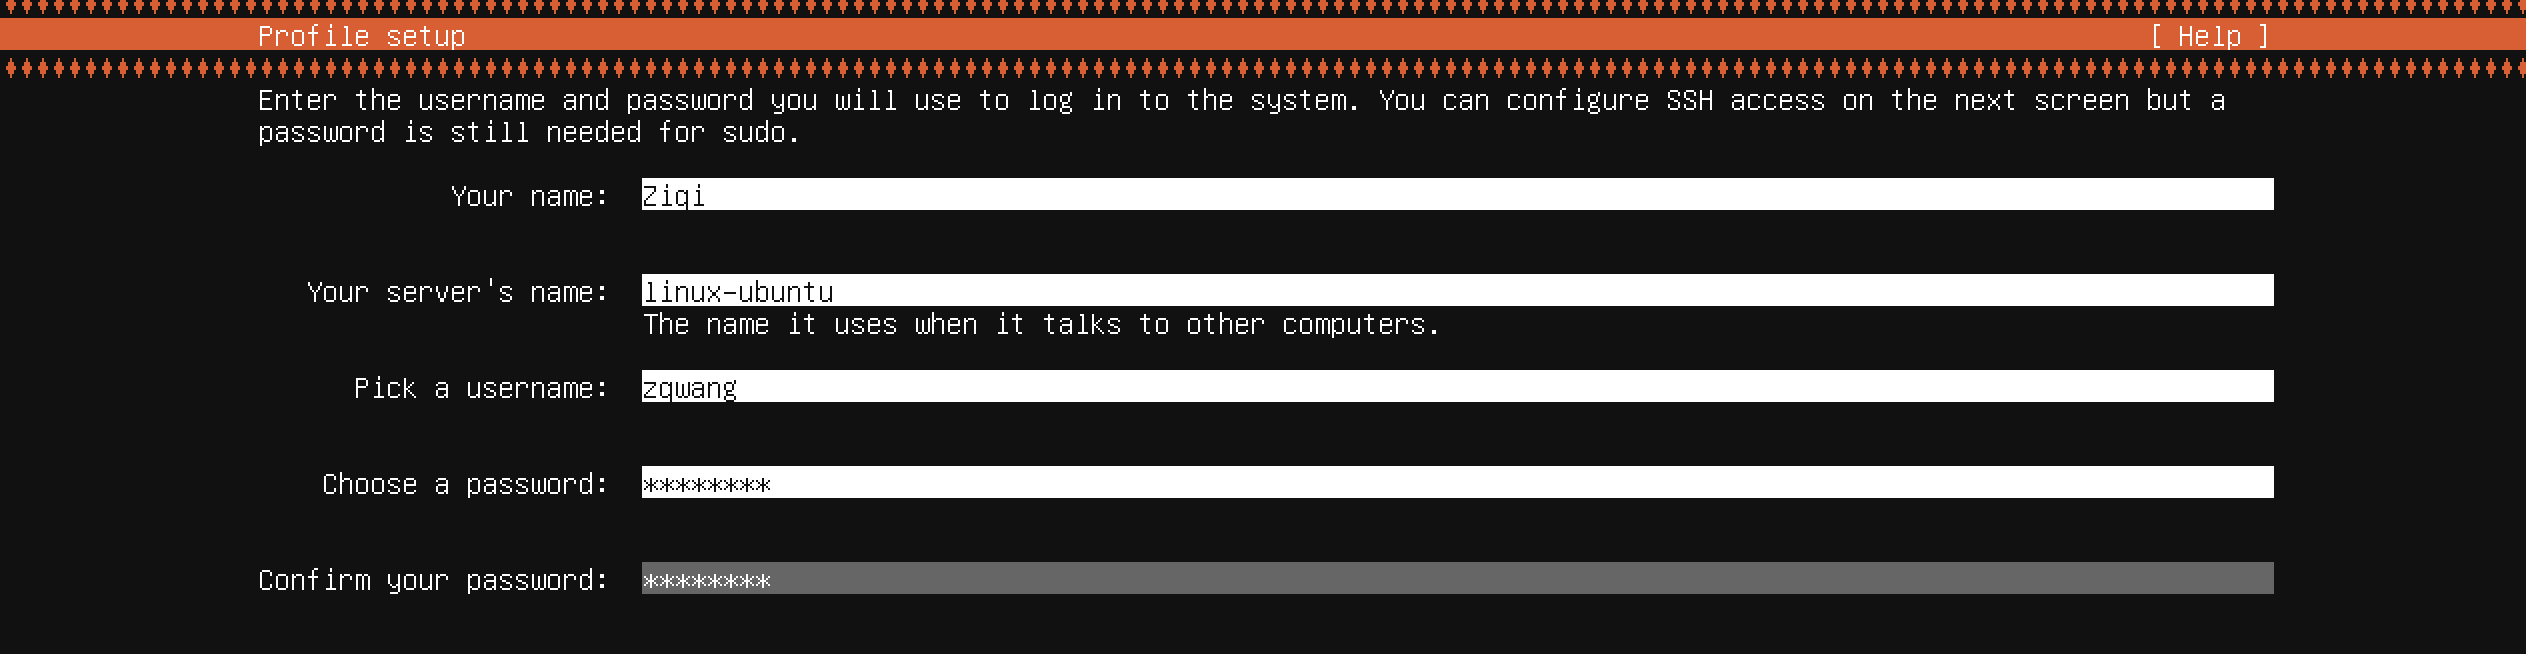 Profile setup [ Help ]
Enter the username and password you will use to log in to the system. You can configure SSH access on the next screen but a
password is still needed for sudo.
Your name: Ziqi
Your server's name: linux-ubuntu
The name it uses when it talks to other computers.
Pick a username: zqwang
Choose a password: ********
Confirm your password: ********